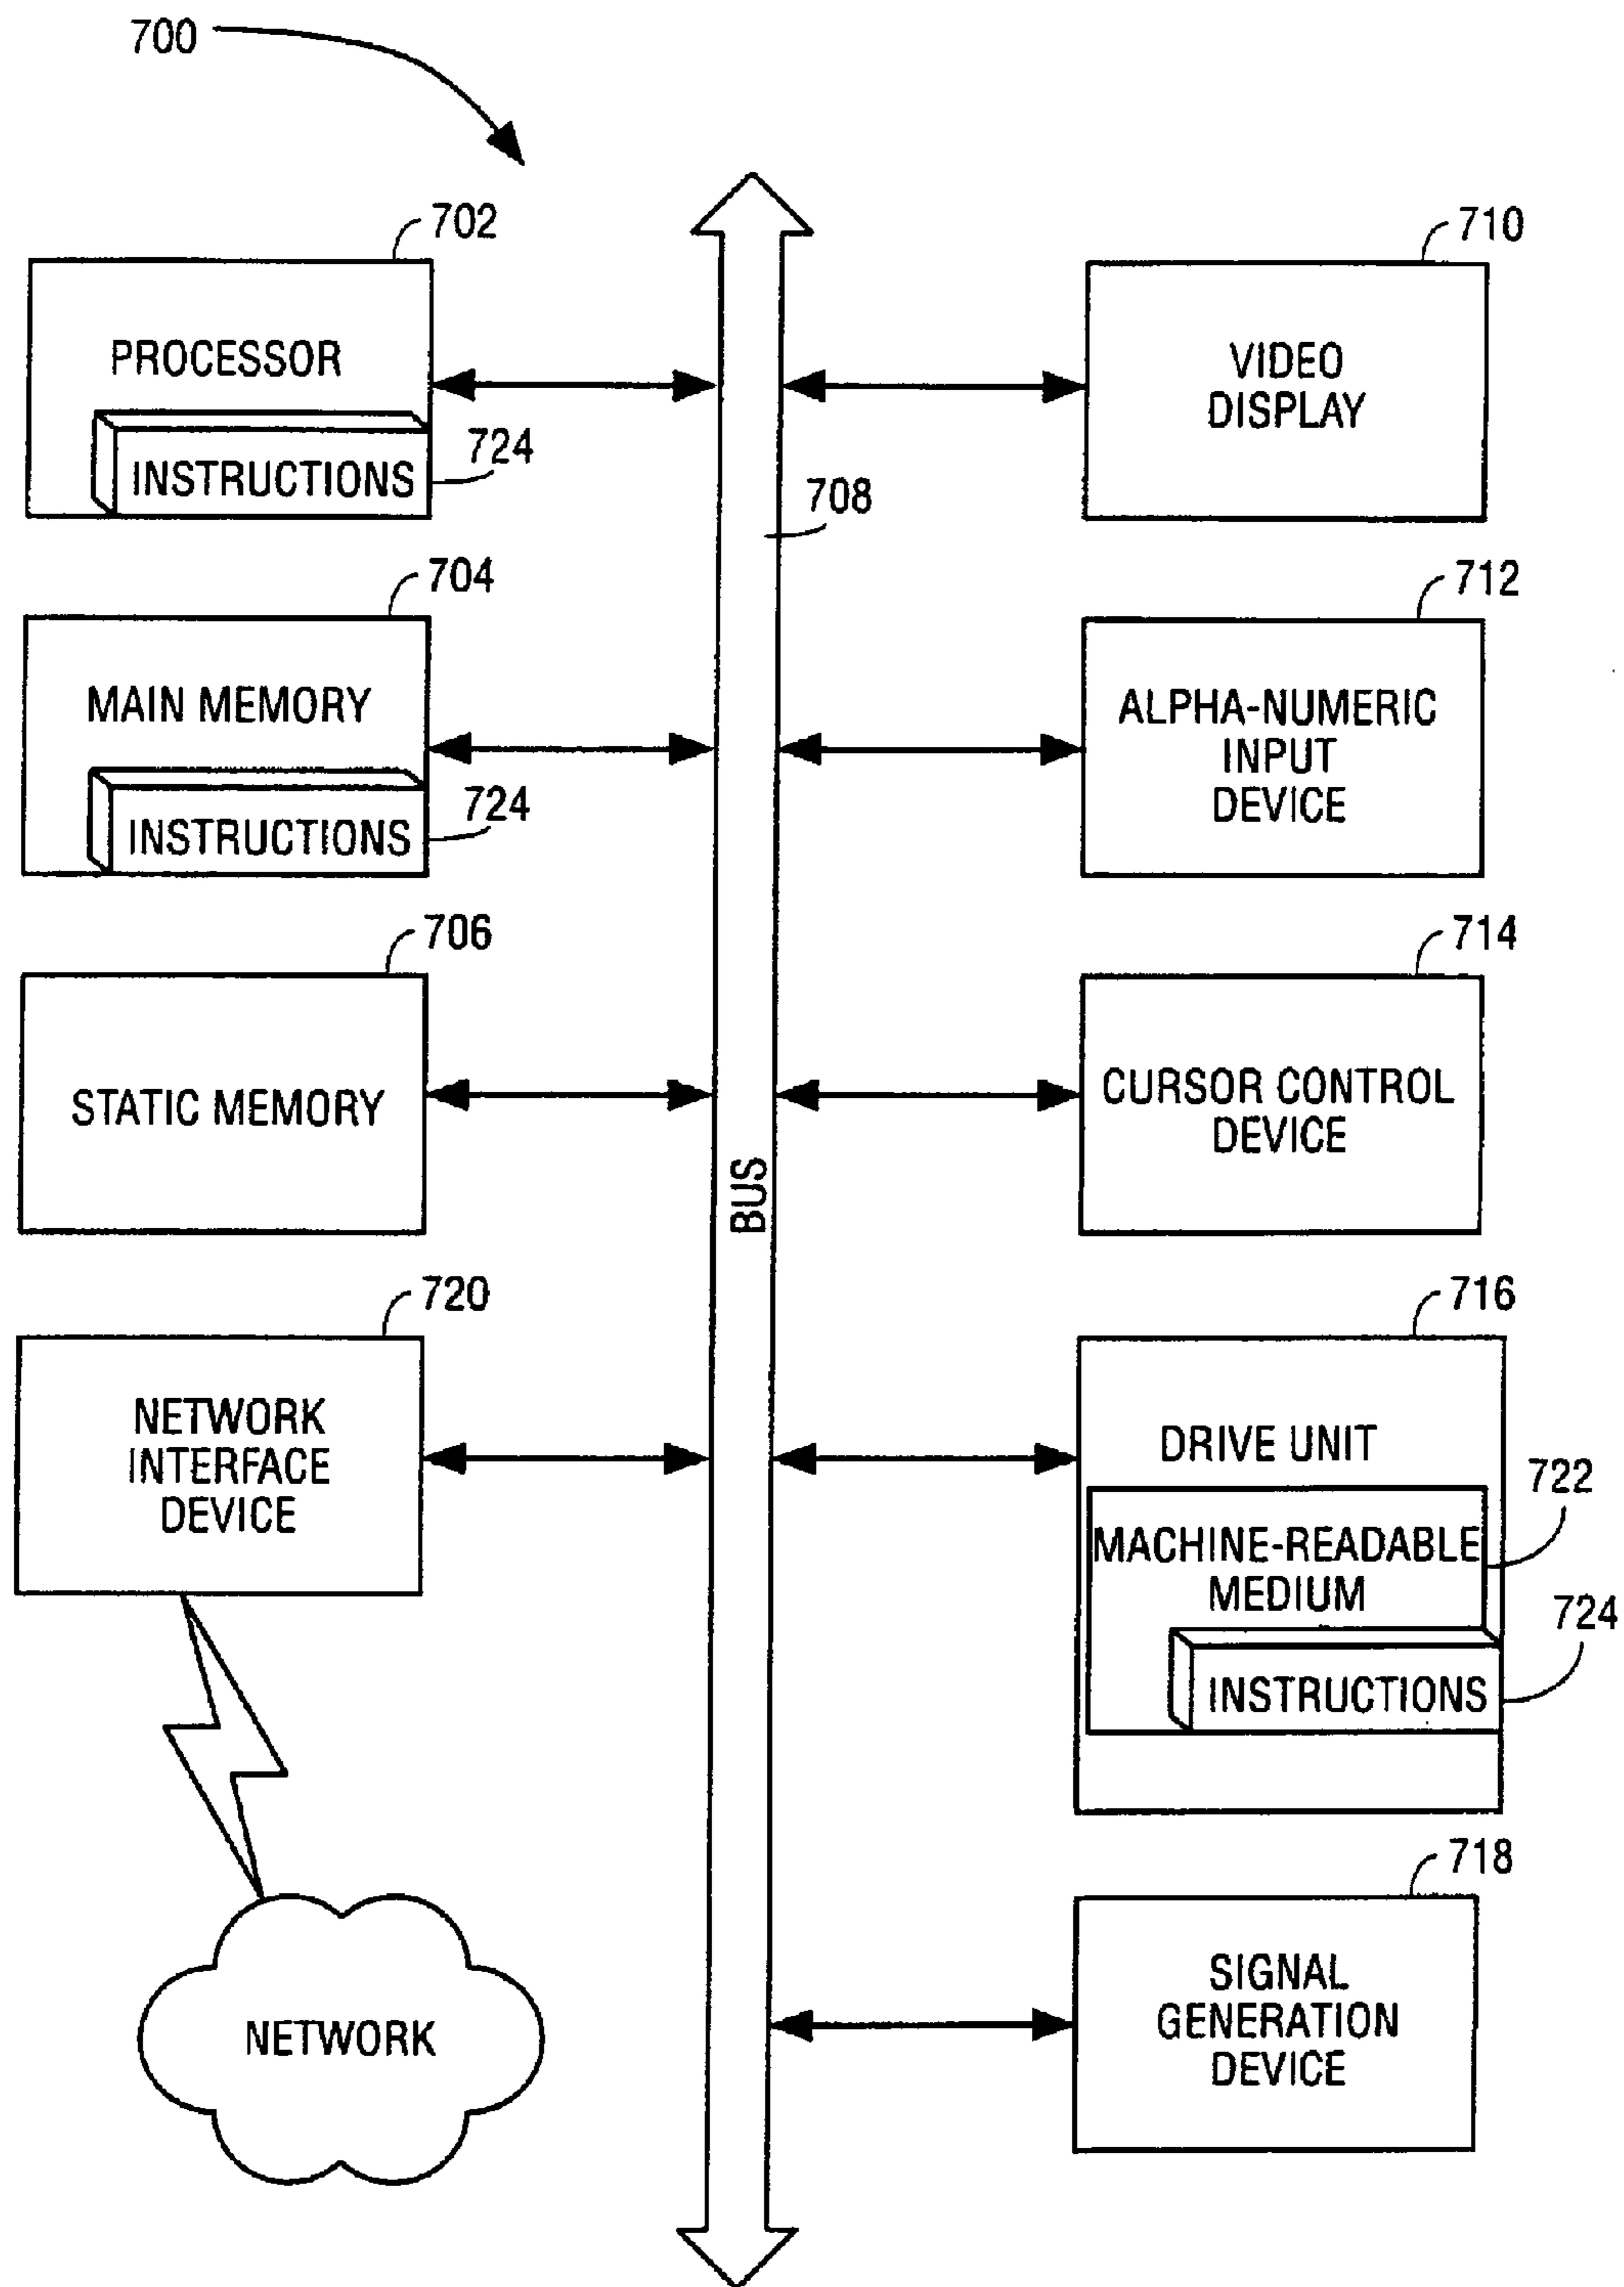 700
702
PROCESSOR
INSTRUCTIONS
724
704
MAIN MEMORY
INSTRUCTIONS
724
706
STATIC MEMORY
720
NETWORK
INTERFACE
DEVICE
NETWORK
708
BUS
710
VIDEO
DISPLAY
712
ALPHA-NUMERIC
INPUT
DEVICE
714
CURSOR CONTROL
DEVICE
716
DRIVE UNIT
722
MACHINE-READABLE
MEDIUM
724
INSTRUCTIONS
718
SIGNAL
GENERATION
DEVICE